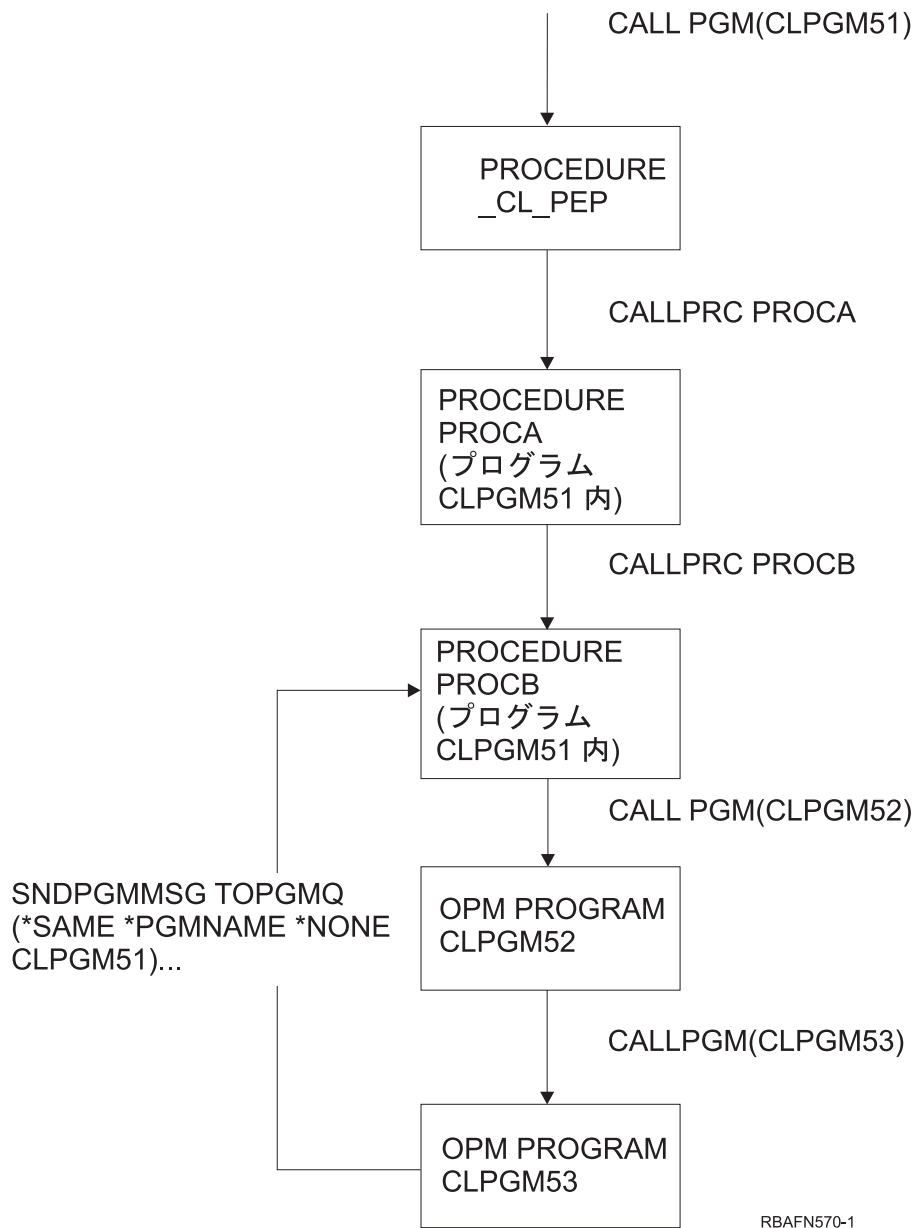 CALL PGM(CLPGM51)
PROCEDURE
_CL_PEP
CALLPRC PROCA
PROCEDURE
PROCA
(プログラム
CLPGM51 内)
CALLPRC PROCB
PROCEDURE
PROCB
(プログラム
CLPGM51 内)
CALL PGM(CLPGM52)
SNDPGMMSG TOPGMQ
(*SAME *PGMNAME *NONE
CLPGM51)...
OPM PROGRAM
CLPGM52
CALLPGM(CLPGM53)
OPM PROGRAM
CLPGM53
RBAFN570-1